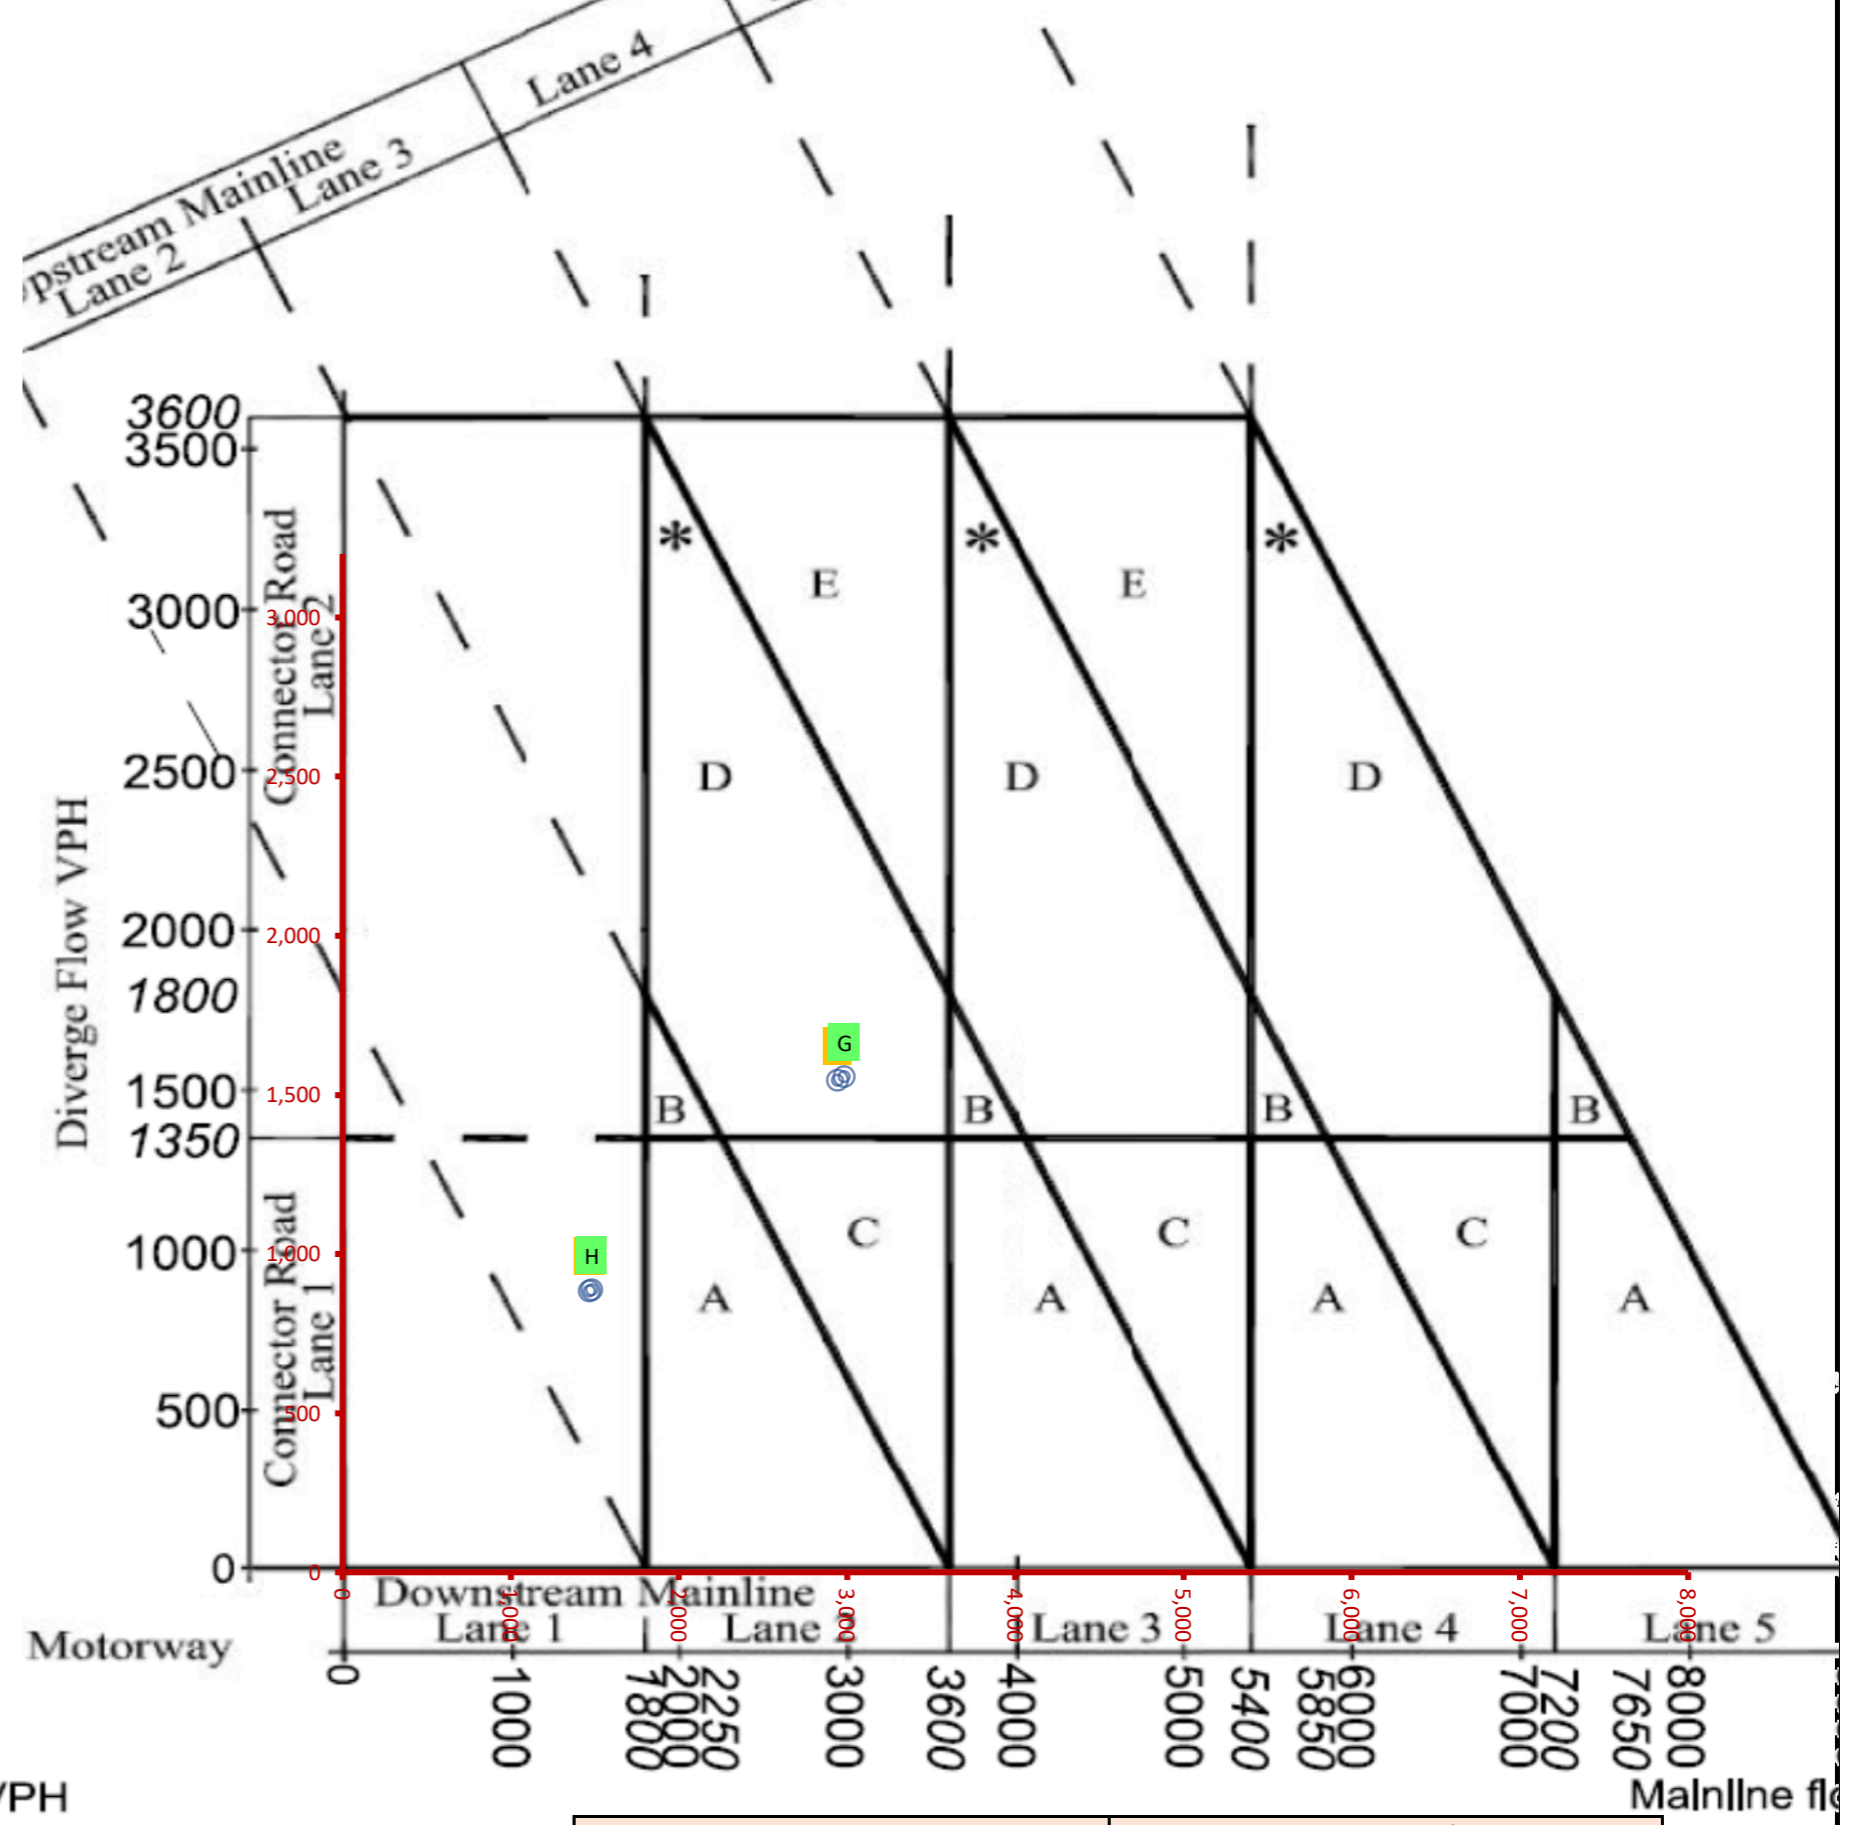 Lane 4
pstream Mainline
Lane 3
Lane 2
3600
3500
3000
2500
2000
1800
1500
1350
1000
500
0
Diverge Flow VPH
Connector Road
Lane 2
Connector Road
Lane 1
3,000
2,500
2,000
1,500
1,000
500
0
* * *
E E
D D D
G
B B B B
H
C C C
A A A A
0 1,000 2,000 3,000 4,000 5,000 6,000 7,000 8,000
Downstream Mainline
Lane 1 Lane 2 Lane 3 Lane 4 Lane 5
Motorway
0 1000 1800 2000 2250 3000 3600 4000 5000 5400 5850 6000 7000 7200 7650 8000
VPH
Mainline flo